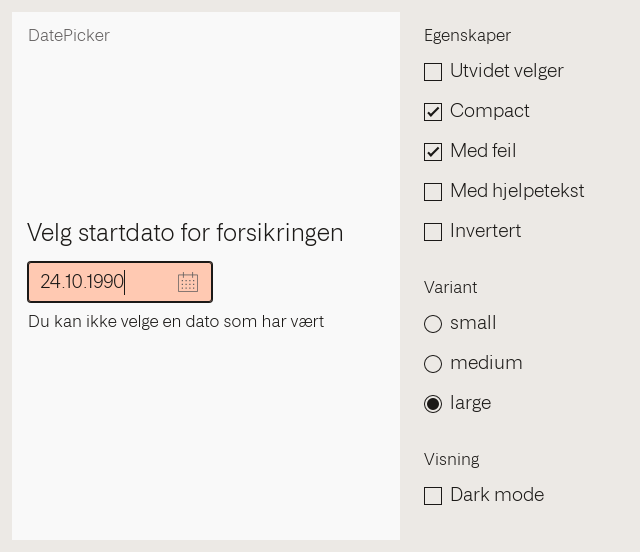 DatePicker
Velg startdato for forsikringen
24.10.1990
Du kan ikke velge en dato som har vært
Egenskaper
Utvidet velger
Compact
Med feil
Med hjelpetekst
Invertert
Variant
small
medium
large
Visning
Dark mode